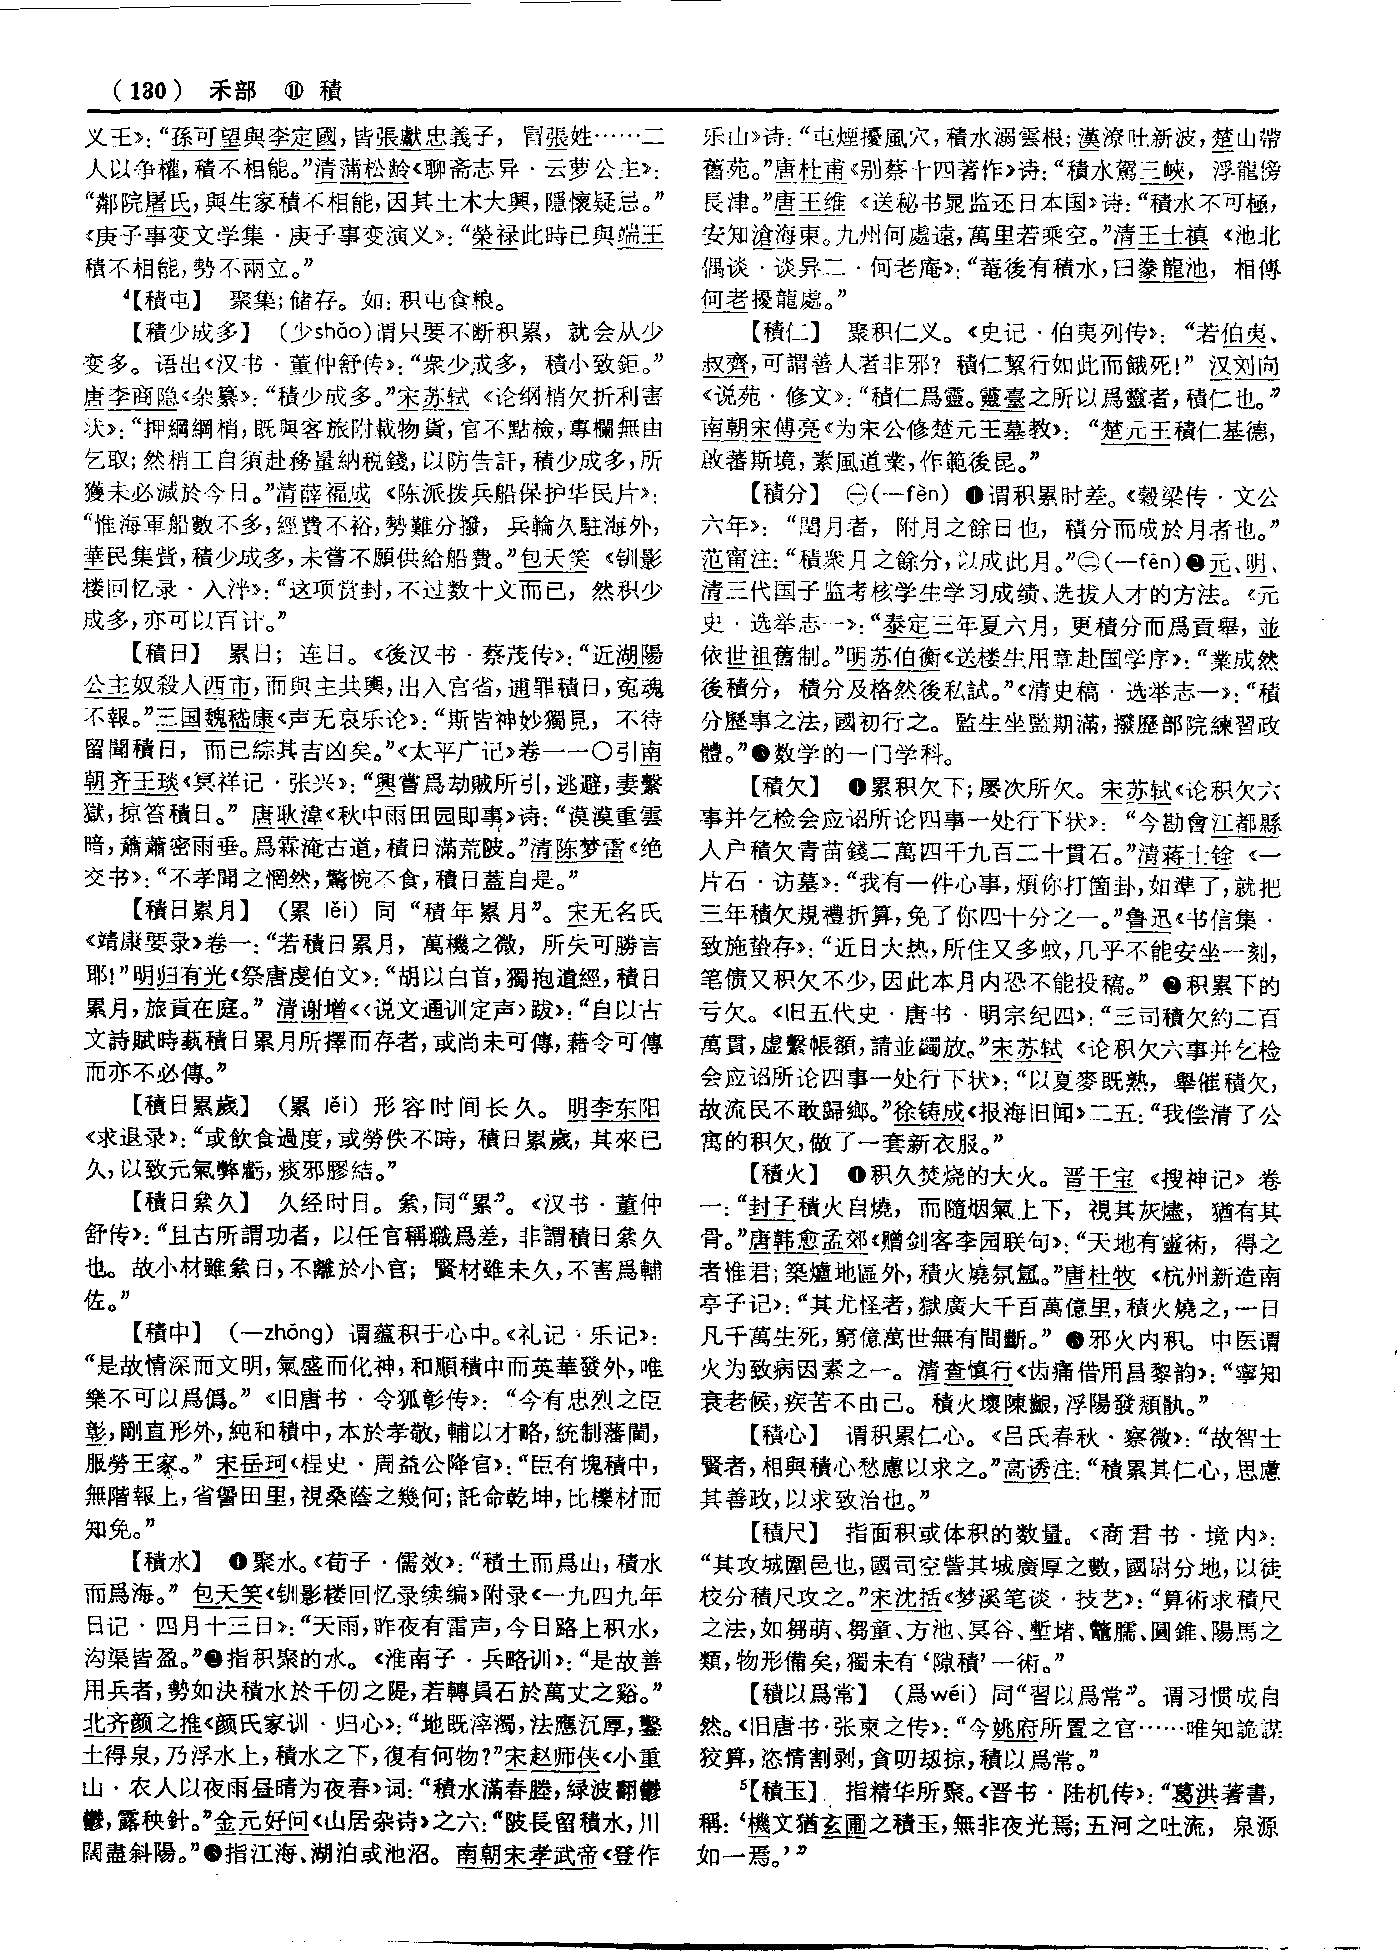 （130） 禾部 ⑪ 積
义王》：“孫可望與李定國，皆張獻忠義子，冐張姓……二
人以争權，積不相能。”清蒲松龄《聊斋志异·云萝公主》：
“鄰院屠氏，與生家積不相能，因其土木大興，隱懷疑忌。”
《庚子事变文学集·庚子事变演义》：“榮禄此時已與端王
積不相能，勢不兩立。”
4【積屯】 聚集；储存。如：积屯食粮。
【積少成多】 （少shǎo）谓只要不断积累，就会从少
变多。语出《汉书·董仲舒传》：“衆少成多，積小致鉅。”
唐李商隐《杂纂》：“積少成多。”宋苏轼《论纲梢欠折利害
状》：“押綱綱梢，既與客旅附載物貨，官不點檢，專欄無由
乞取；然梢工自須赴務量納税錢，以防告訐，積少成多，所
獲未必減於今日。”清薛福成《陈派拨兵船保护华民片》：
“惟海軍船數不多，經費不裕，勢難分撥，兵輪久駐海外，
華民集貲，積少成多，未嘗不願供給船費。”包天笑《钏影
楼回忆录·入泮》：“这项赏封，不过数十文而已，然积少
成多，亦可以百计。”
【積日】 累日；连日。《後汉书·蔡茂传》：“近湖陽
公主奴殺人西市，而與主共輿，出入宫省，逋罪積日，寃魂
不報。”三国魏嵇康《声无哀乐论》：“斯皆神妙獨見，不待
留聞積日，而已綜其吉凶矣。”《太平广记》卷一一〇引南
朝齐王琰《冥祥记·张兴》：“興嘗爲劫賊所引，逃避，妻繫
獄，掠笞積日。”唐耿湋《秋中雨田园即事》诗：“漠漠重雲
暗，蕭蕭密雨垂。爲霖淹古道，積日滿荒陂。”清陈梦雷《绝
交书》：“不孝聞之惘然，驚惋不食，積日蓋自是。”
【積日累月】 （累 lěi）同“積年累月”。宋无名氏
《靖康要录》卷一：“若積日累月，萬機之微，所失可勝言
耶！”明归有光《祭唐虔伯文》：“胡以白首，獨抱遺經，積日
累月，旅貢在庭。”清谢增《〈说文通训定声〉跋》：“自以古
文詩賦時蓺積日累月所擇而存者，或尚未可傳，藉令可傳
而亦不必傳。”
【積日累歲】 （累 lěi）形容时间长久。明李东阳
《求退录》：“或飲食過度，或勞佚不時，積日累歲，其來已
久，以致元氣弊虧，痰邪膠結。”
【積日絫久】 久经时日。絫，同“累”。《汉书·董仲
舒传》：“且古所謂功者，以任官稱職爲差，非謂積日絫久
也。故小材雖絫日，不離於小官；賢材雖未久，不害爲輔
佐。”
【積中】 （—zhōng）谓蕴积于心中。《礼记·乐记》：
“是故情深而文明，氣盛而化神，和順積中而英華發外，唯
樂不可以爲僞。”《旧唐书·令狐彰传》：“今有忠烈之臣
彰，剛直形外，純和積中，本於孝敬，輔以才略，統制藩閫，
服勞王家。”宋岳珂《桯史·周益公降官》：“臣有塊積中，
無階報上，省愆田里，視桑蔭之幾何；託命乾坤，比櫟材而
知免。”
【積水】 ❶聚水。《荀子·儒效》：“積土而爲山，積水
而爲海。”包天笑《钏影楼回忆录续编》附录《一九四九年
日记·四月十三日》：“天雨，昨夜有雷声，今日路上积水，
沟渠皆盈。”❷指积聚的水。《淮南子·兵略训》：“是故善
用兵者，勢如決積水於千仞之隄，若轉員石於萬丈之谿。”
北齐颜之推《颜氏家训·归心》：“地既滓濁，法應沉厚，鑿
土得泉，乃浮水上，積水之下，復有何物？”宋赵师侠《小重
山·农人以夜雨昼晴为夜春》词：“積水滿春塍，緑波翻鬱
鬱，露秧針。”金元好问《山居杂诗》之六：“陂長留積水，川
闊盡斜陽。”❸指江海、湖泊或池沼。南朝宋孝武帝《登作
乐山》诗：“屯煙擾風穴，積水溺雲根；漢潦吐新波，楚山帶
舊苑。”唐杜甫《别蔡十四著作》诗：“積水駕三峽，浮龍傍
長津。”唐王维《送秘书晁监还日本国》诗：“積水不可極，
安知滄海東。九州何處遠，萬里若乘空。”清王士禛《池北
偶谈·谈异二·何老庵》：“菴後有積水，曰豢龍池，相傳
何老擾龍處。”
【積仁】 聚积仁义。《史记·伯夷列传》：“若伯夷、
叔齊，可謂善人者非邪？積仁絜行如此而餓死！”汉刘向
《说苑·修文》：“積仁爲靈。靈臺之所以爲靈者，積仁也。”
南朝宋傅亮《为宋公修楚元王墓教》：“楚元王積仁基德，
啟蕃斯境，素風道業，作範後昆。”
【積分】 ㊀（—fèn）❶谓积累时差。《穀梁传·文公
六年》：“閏月者，附月之餘日也，積分而成於月者也。”
范甯注：“積衆月之餘分，以成此月。”㊁（—fēn）❷元、明、
清三代国子监考核学生学习成绩、选拔人才的方法。《元
史·选举志一》：“泰定三年夏六月，更積分而爲貢舉，並
依世祖舊制。”明苏伯衡《送楼生用章赴国学序》：“業成然
後積分，積分及格然後私試。”《清史稿·选举志一》：“積
分歷事之法，國初行之。監生坐監期滿，撥歷部院練習政
體。”❸数学的一门学科。
【積欠】 ❶累积欠下；屡次所欠。宋苏轼《论积欠六
事并乞检会应诏所论四事一处行下状》：“今勘會江都縣
人户積欠青苗錢二萬四千九百二十貫石。”清蒋士铨《一
片石·访墓》：“我有一件心事，煩你打箇卦，如準了，就把
三年積欠規禮折算，免了你四十分之一。”鲁迅《书信集·
致施蛰存》：“近日大热，所住又多蚊，几乎不能安坐一刻，
笔债又积欠不少，因此本月内恐不能投稿。”❷积累下的
亏欠。《旧五代史·唐书·明宗纪四》：“三司積欠約二百
萬貫，虚繫帳額，請並蠲放。”宋苏轼《论积欠六事并乞检
会应诏所论四事一处行下状》：“以夏麥既熟，舉催積欠，
故流民不敢歸鄉。”徐铸成《报海旧闻》二五：“我偿清了公
寓的积欠，做了一套新衣服。”
【積火】 ❶积久焚烧的大火。晋干宝《搜神记》卷
一：“封子積火自燒，而隨烟氣上下，視其灰燼，猶有其
骨。”唐韩愈孟郊《赠剑客李园联句》：“天地有靈術，得之
者惟君；築爐地區外，積火燒氛氲。”唐杜牧《杭州新造南
亭子记》：“其尤怪者，獄廣大千百萬億里，積火燒之，一日
凡千萬生死，窮億萬世無有間斷。”❷邪火内积。中医谓
火为致病因素之一。清查慎行《齿痛借用昌黎韵》：“寧知
衰老候，疾苦不由己。積火壞陳齦，浮陽發頽骩。”
【積心】 谓积累仁心。《吕氏春秋·察微》：“故智士
賢者，相與積心愁慮以求之。”高诱注：“積累其仁心，思慮
其善政，以求致治也。”
【積尺】 指面积或体积的数量。《商君书·境内》：
“其攻城圍邑也，國司空訾其城廣厚之數，國尉分地，以徒
校分積尺攻之。”宋沈括《梦溪笔谈·技艺》：“算術求積尺
之法，如芻萌、芻童、方池、冥谷、塹堵、鼈臑、圓錐、陽馬之
類，物形備矣，獨未有‘隙積’一術。”
【積以爲常】 （爲wéi）同“習以爲常”。谓习惯成自
然。《旧唐书·张柬之传》：“今姚府所置之官……唯知詭謀
狡算，恣情割剥，貪叨劫掠，積以爲常。”
5【積玉】 指精华所聚。《晋书·陆机传》：“葛洪著書，
稱：‘機文猶玄圃之積玉，無非夜光焉；五河之吐流，泉源
如一焉。’”